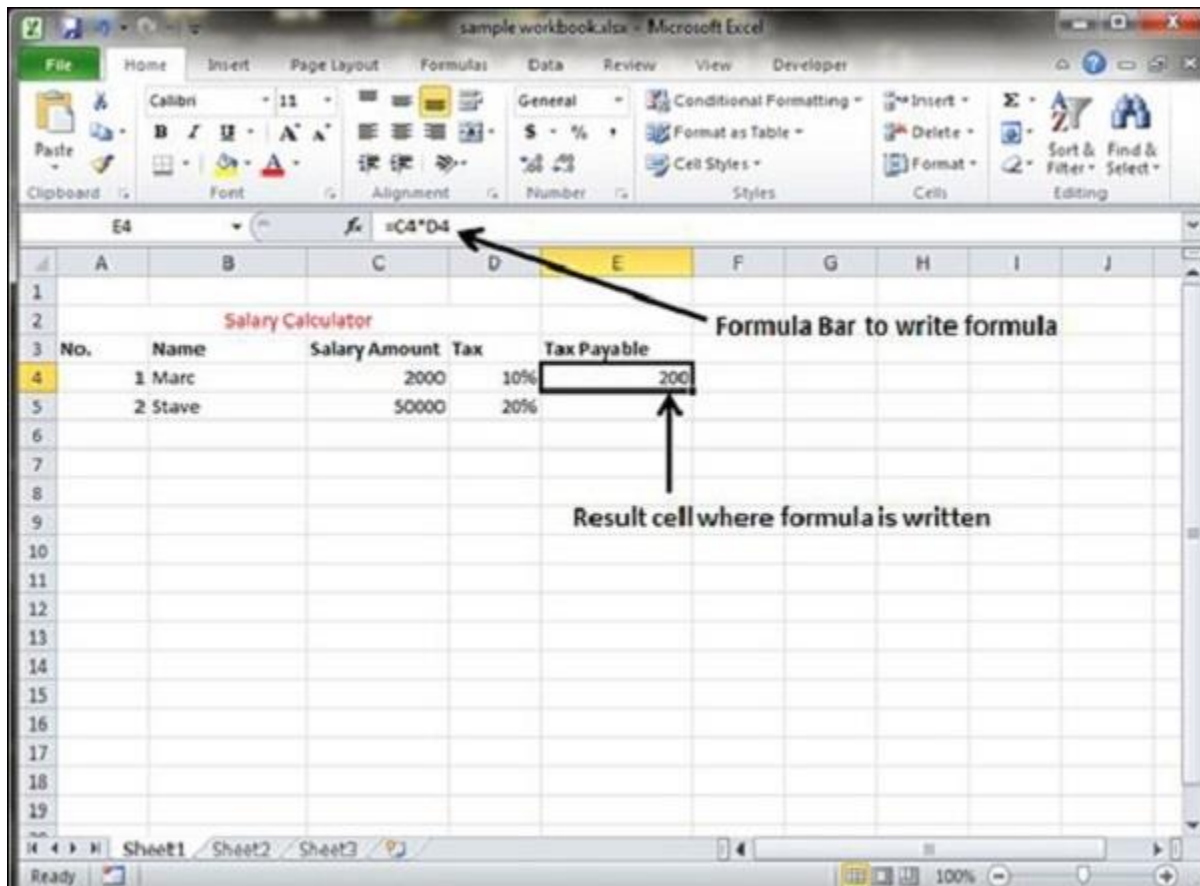 sample workbook.xlsx - Microsoft Excel
File Home Insert Page Layout Formulas Data Review View Developer
Calibri 11 General Conditional Formatting Insert Σ
B I U A A $ % , Format as Table Delete
Paste A Cell Styles Format Sort & Filter Find & Select
Clipboard Font Alignment Number Styles Cells Editing
E4 fx =C4*D4
A B C D E F G H I J
1
2 Salary Calculator
Formula Bar to write formula
3 No. Name Salary Amount Tax Tax Payable
4 1 Marc 2000 10% 200
5 2 Stave 50000 20%
6
7
8
Result cell where formula is written
9
10
11
12
13
14
15
16
17
18
19
Sheet1 Sheet2 Sheet3
Ready 100%